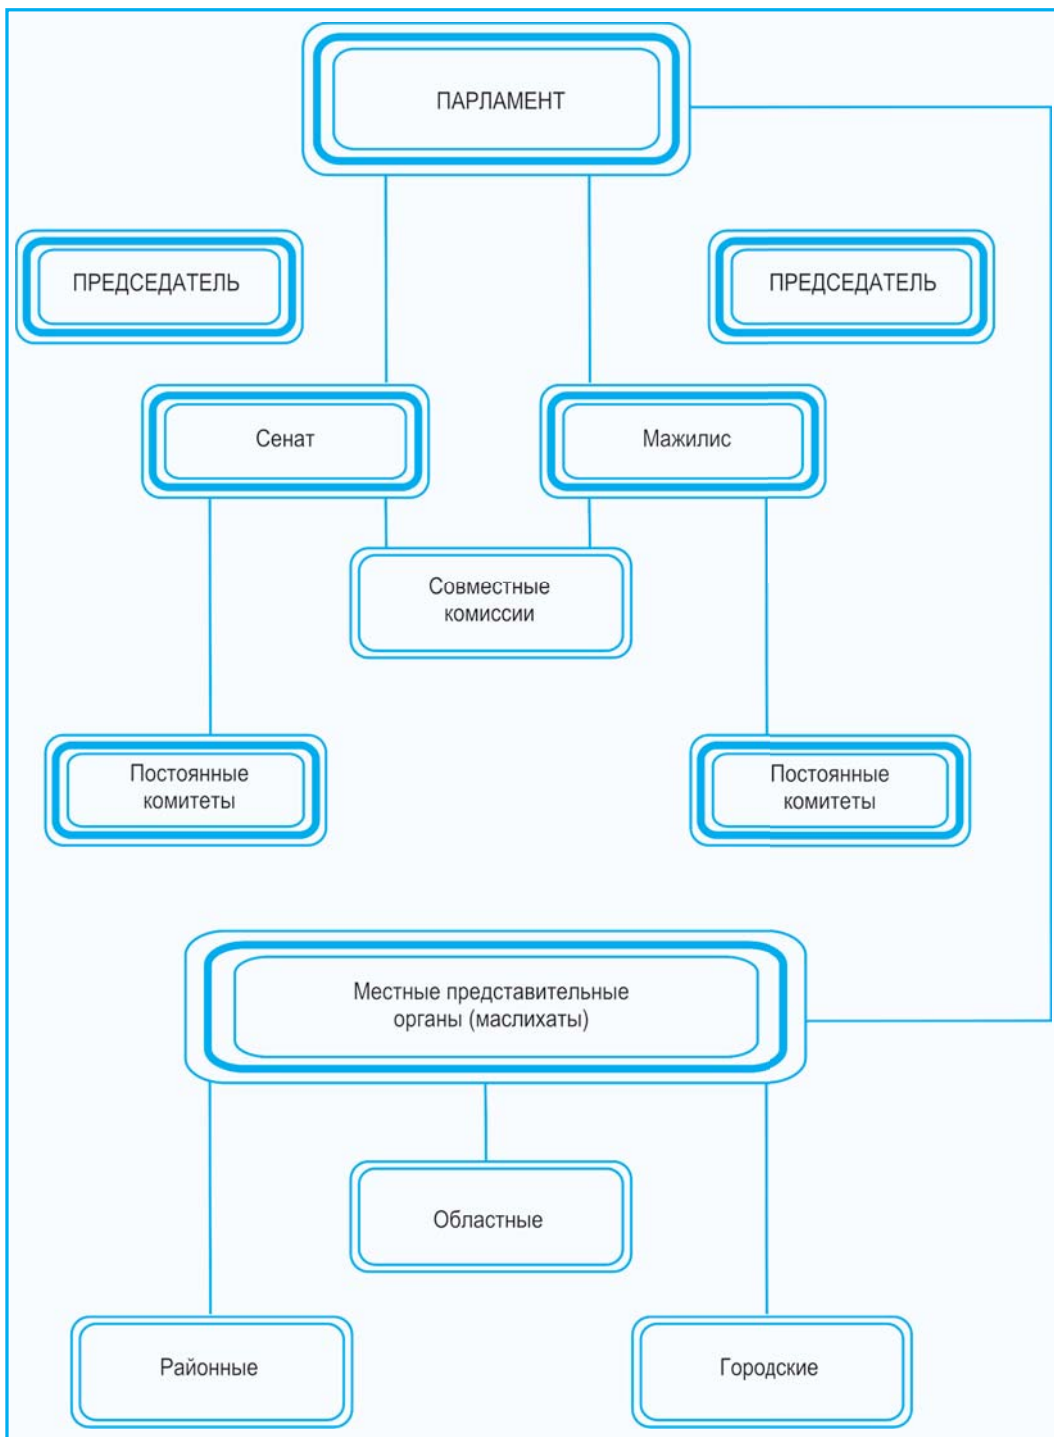 ПАРЛАМЕНТ
ПРЕДСЕДАТЕЛЬ
ПРЕДСЕДАТЕЛЬ
Сенат
Мажилис
Совместные
комиссии
Постоянные
комитеты
Постоянные
комитеты
Местные представительные
органы (маслихаты)
Областные
Районные
Городские